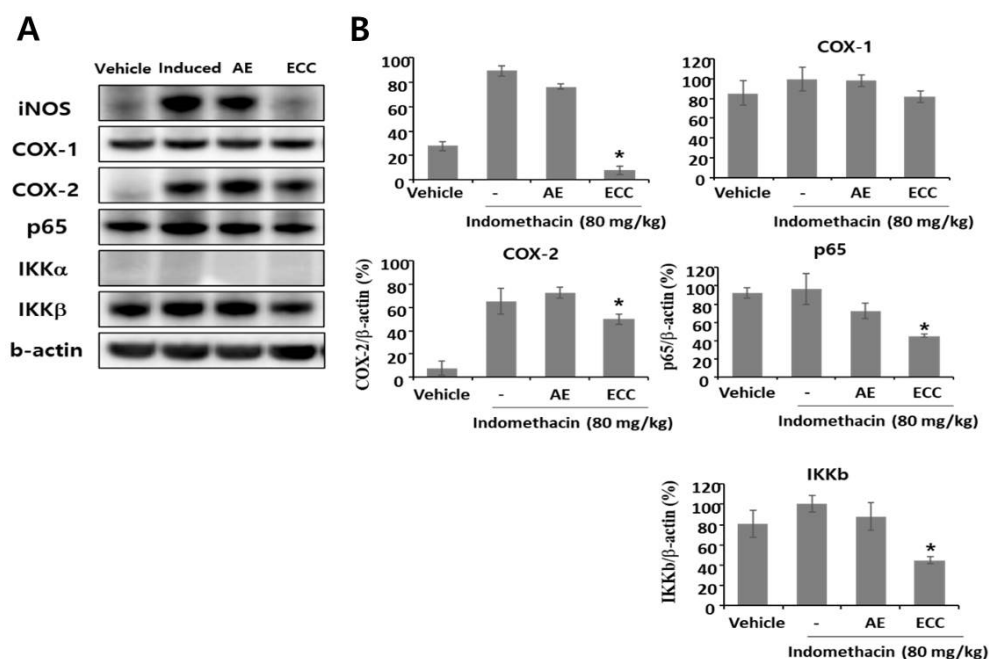 A
Vehicle Induced AE ECC
iNOS
COX-1
COX-2
p65
IKKα
IKKβ
b-actin
B
100
80
60
40
20
0
Vehicle - AE ECC
*
Indomethacin (80 mg/kg)
COX-1
120
100
80
60
40
20
0
Vehicle - AE ECC
Indomethacin (80 mg/kg)
COX-2
COX-2/β-actin (%)
100
80
60
40
20
0
*
Vehicle - AE ECC
Indomethacin (80 mg/kg)
p65
p65/β-actin (%)
120
100
80
60
40
20
0
*
Vehicle - AE ECC
Indomethacin (80 mg/kg)
IKKb
IKKb/β-actin (%)
120
100
80
60
40
20
0
*
Vehicle - AE ECC
Indomethacin (80 mg/kg)